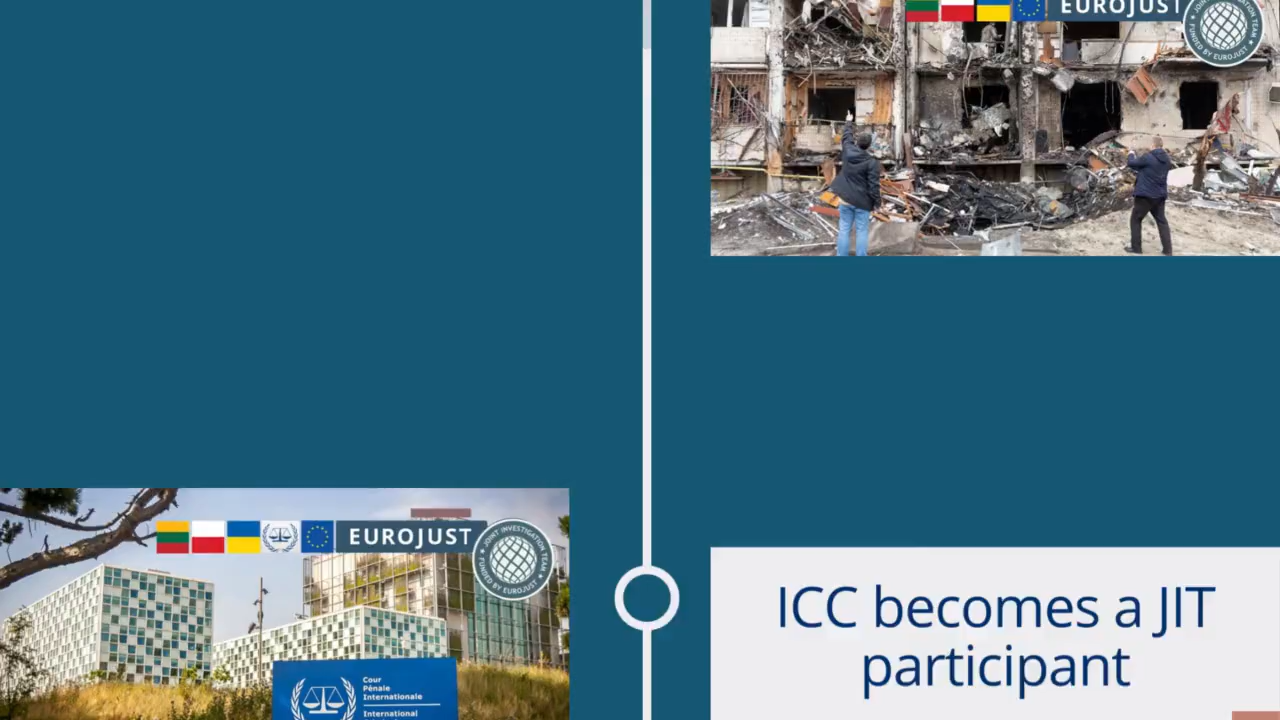 EUROJUST
JOINT INVESTIGATION TEAM
FUNDED BY EUROJUST
EUROJUST
JOINT INVESTIGATION TEAM
FUNDED BY EUROJUST
Cour
Pénale
Internationale
International
ICC becomes a JIT
participant